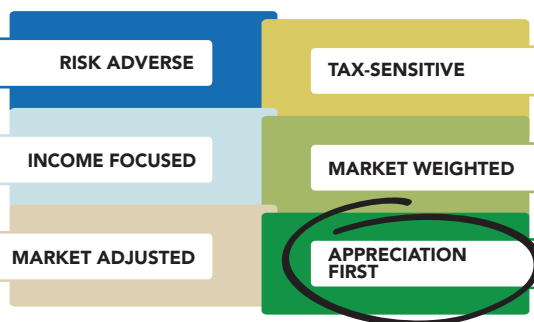 RISK ADVERSE
TAX-SENSITIVE
INCOME FOCUSED
MARKET WEIGHTED
MARKET ADJUSTED
APPRECIATION
FIRST